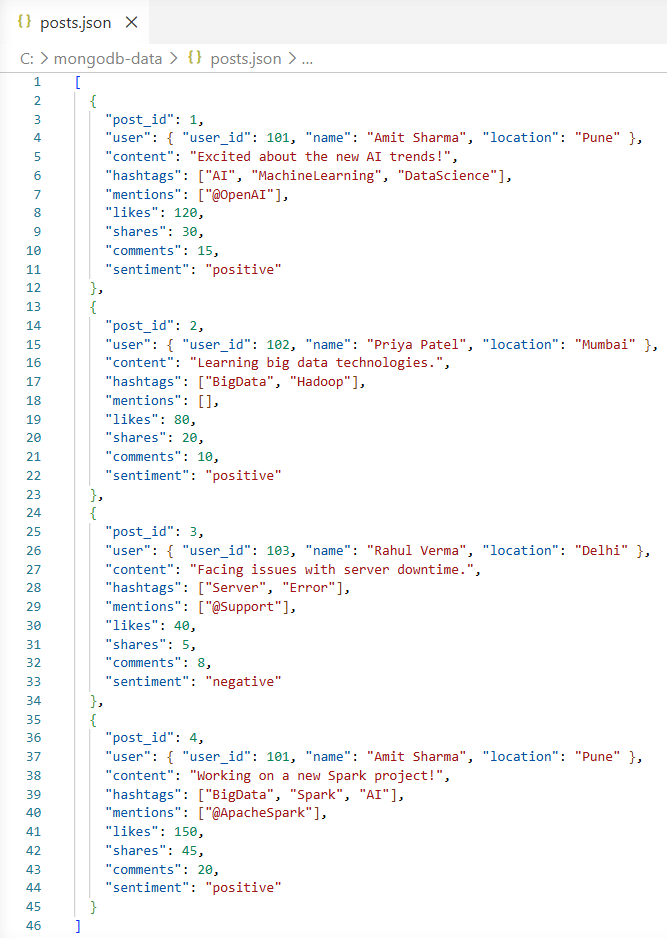 {} posts.json ×
C: > mongodb-data > {} posts.json > ...
1 [
2 {
3 "post_id": 1,
4 "user": { "user_id": 101, "name": "Amit Sharma", "location": "Pune" },
5 "content": "Excited about the new AI trends!",
6 "hashtags": ["AI", "MachineLearning", "DataScience"],
7 "mentions": ["@OpenAI"],
8 "likes": 120,
9 "shares": 30,
10 "comments": 15,
11 "sentiment": "positive"
12 },
13 {
14 "post_id": 2,
15 "user": { "user_id": 102, "name": "Priya Patel", "location": "Mumbai" },
16 "content": "Learning big data technologies.",
17 "hashtags": ["BigData", "Hadoop"],
18 "mentions": [],
19 "likes": 80,
20 "shares": 20,
21 "comments": 10,
22 "sentiment": "positive"
23 },
24 {
25 "post_id": 3,
26 "user": { "user_id": 103, "name": "Rahul Verma", "location": "Delhi" },
27 "content": "Facing issues with server downtime.",
28 "hashtags": ["Server", "Error"],
29 "mentions": ["@Support"],
30 "likes": 40,
31 "shares": 5,
32 "comments": 8,
33 "sentiment": "negative"
34 },
35 {
36 "post_id": 4,
37 "user": { "user_id": 101, "name": "Amit Sharma", "location": "Pune" },
38 "content": "Working on a new Spark project!",
39 "hashtags": ["BigData", "Spark", "AI"],
40 "mentions": ["@ApacheSpark"],
41 "likes": 150,
42 "shares": 45,
43 "comments": 20,
44 "sentiment": "positive"
45 }
46 ]